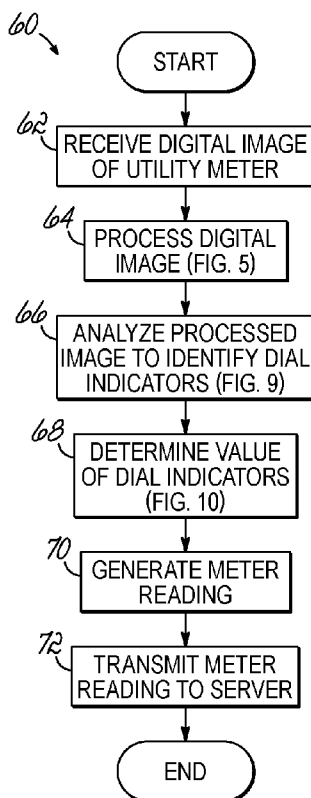 60
START
62
RECEIVE DIGITAL IMAGE
OF UTILITY METER
64
PROCESS DIGITAL
IMAGE (FIG. 5)
66
ANALYZE PROCESSED
IMAGE TO IDENTIFY DIAL
INDICATORS (FIG. 9)
68
DETERMINE VALUE
OF DIAL INDICATORS
(FIG. 10)
70
GENERATE METER
READING
72
TRANSMIT METER
READING TO SERVER
END